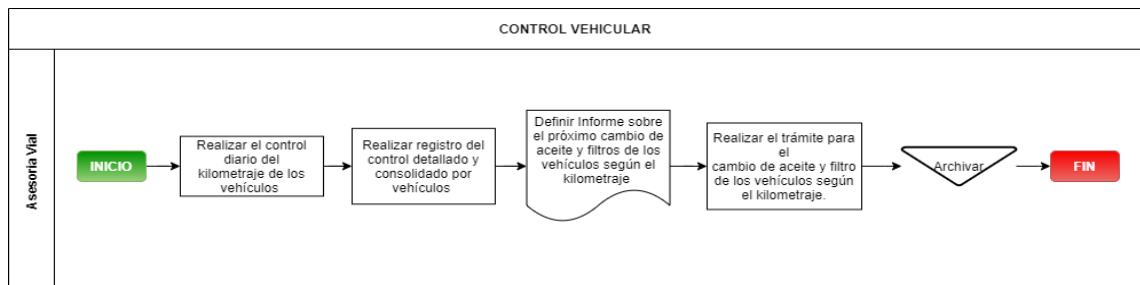 CONTROL VEHICULAR
Asesoria Vial
INICIO
Realizar el control
diario del
kilometraje de los
vehículos
Realizar registro del
control detallado y
consolidado por
vehículos
Definir Informe sobre
el próximo cambio de
aceite y filtros de los
vehículos según el
kilometraje
Realizar el trámite para
el
cambio de aceite y filtro
de los vehículos según
el kilometraje.
Archivar
FIN